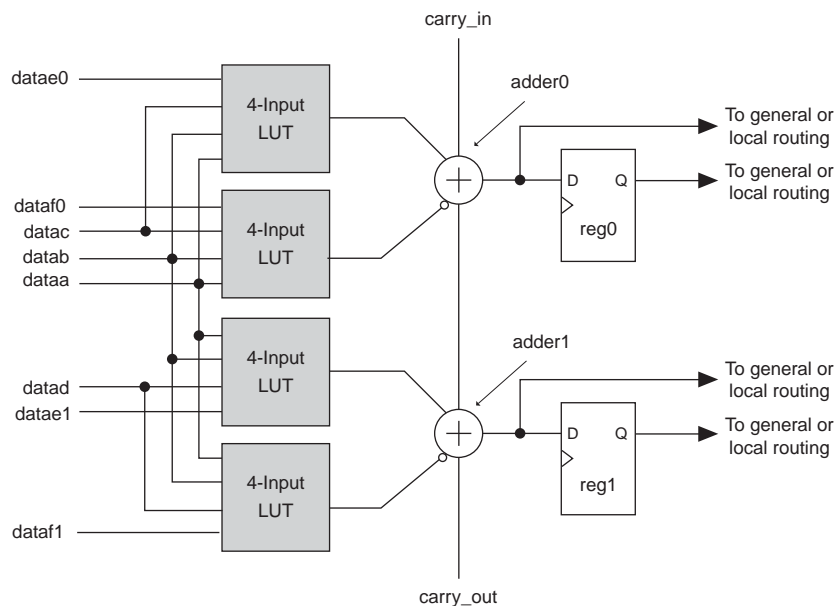 carry_in
adder0
datae0
4-Input
LUT
To general or
local routing
D Q
reg0
To general or
local routing
dataf0
datac
datab
dataa
4-Input
LUT
adder1
4-Input
LUT
datad
datae1
To general or
local routing
D Q
reg1
To general or
local routing
4-Input
LUT
dataf1
carry_out